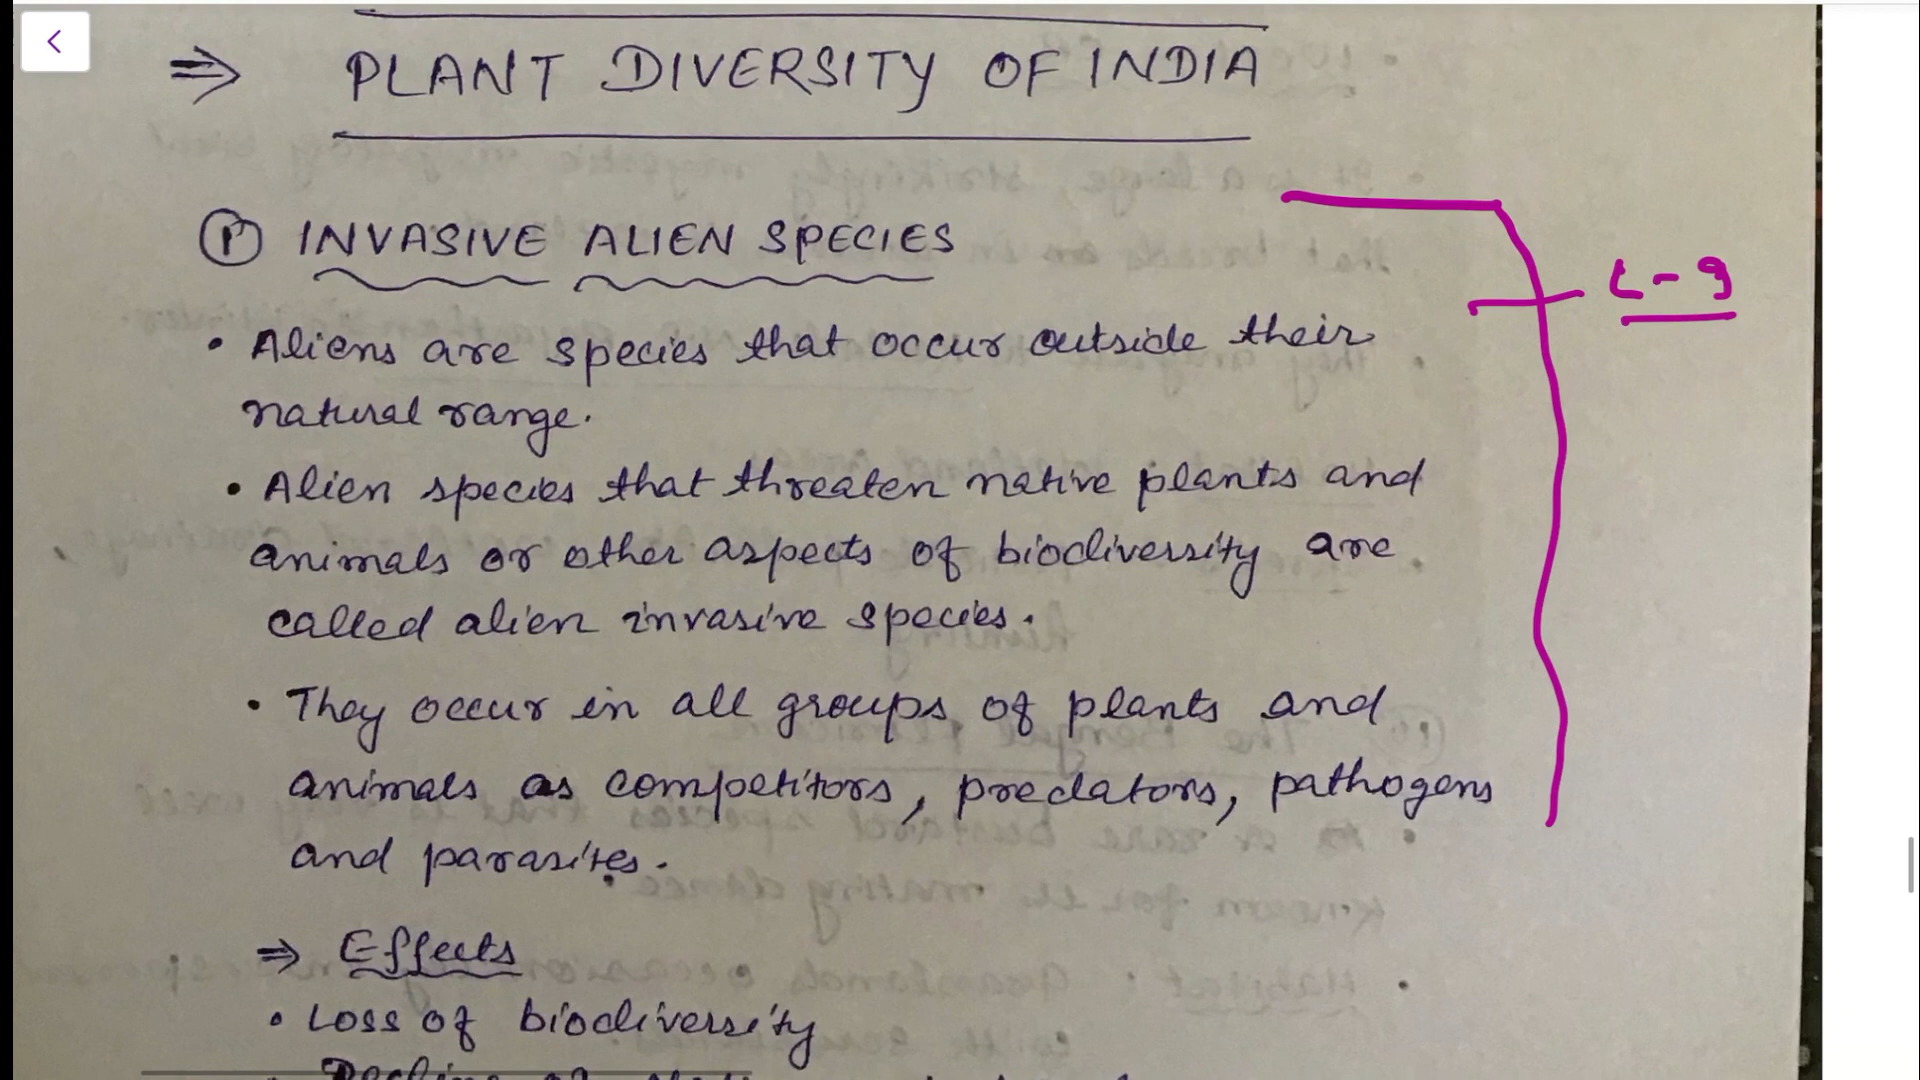 ⇒ PLANT DIVERSITY OF INDIA
① INVASIVE ALIEN SPECIES
L-9
• Aliens are species that occur outside their
natural range.
• Alien species that threaten native plants and
animals or other aspects of biodiversity are
called alien invasive species.
• They occur in all groups of plants and
animals as competitors, predators, pathogens
and parasites.
⇒ Effects
• Loss of biodiversity